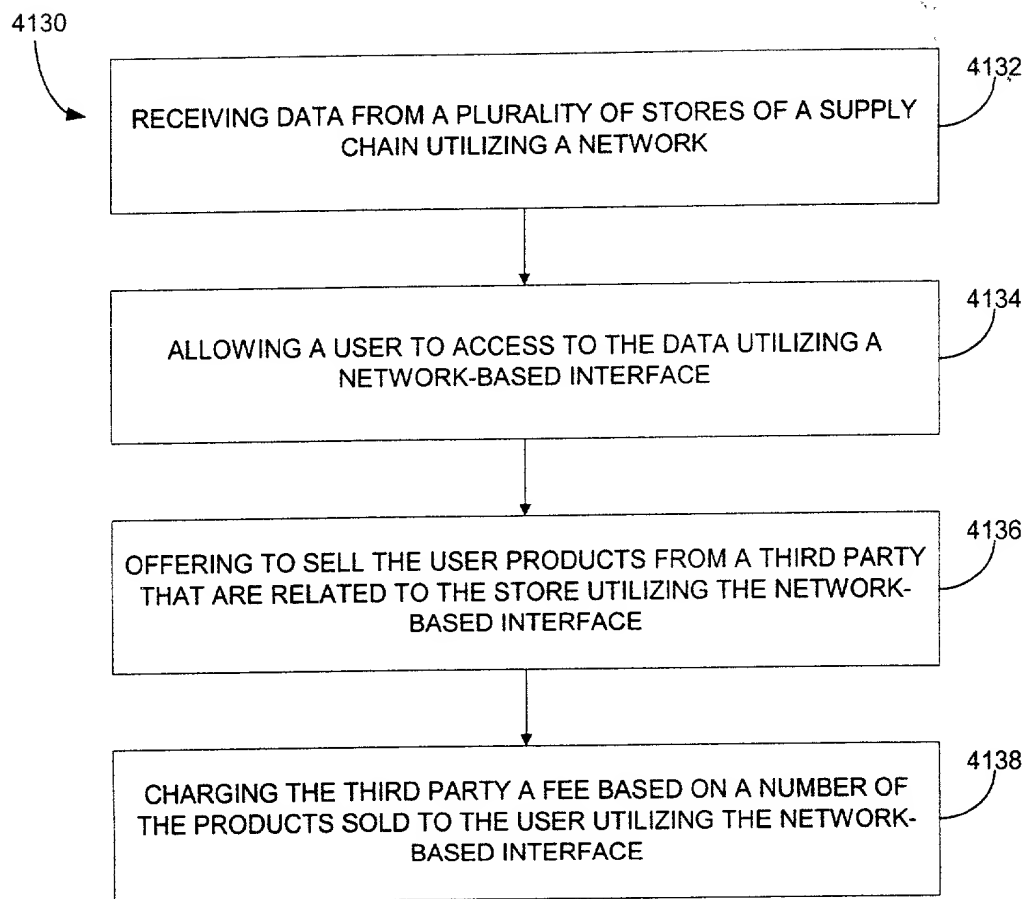 4130
4132
RECEIVING DATA FROM A PLURALITY OF STORES OF A SUPPLY
CHAIN UTILIZING A NETWORK
4134
ALLOWING A USER TO ACCESS TO THE DATA UTILIZING A
NETWORK-BASED INTERFACE
4136
OFFERING TO SELL THE USER PRODUCTS FROM A THIRD PARTY
THAT ARE RELATED TO THE STORE UTILIZING THE NETWORK-
BASED INTERFACE
4138
CHARGING THE THIRD PARTY A FEE BASED ON A NUMBER OF
THE PRODUCTS SOLD TO THE USER UTILIZING THE NETWORK-
BASED INTERFACE